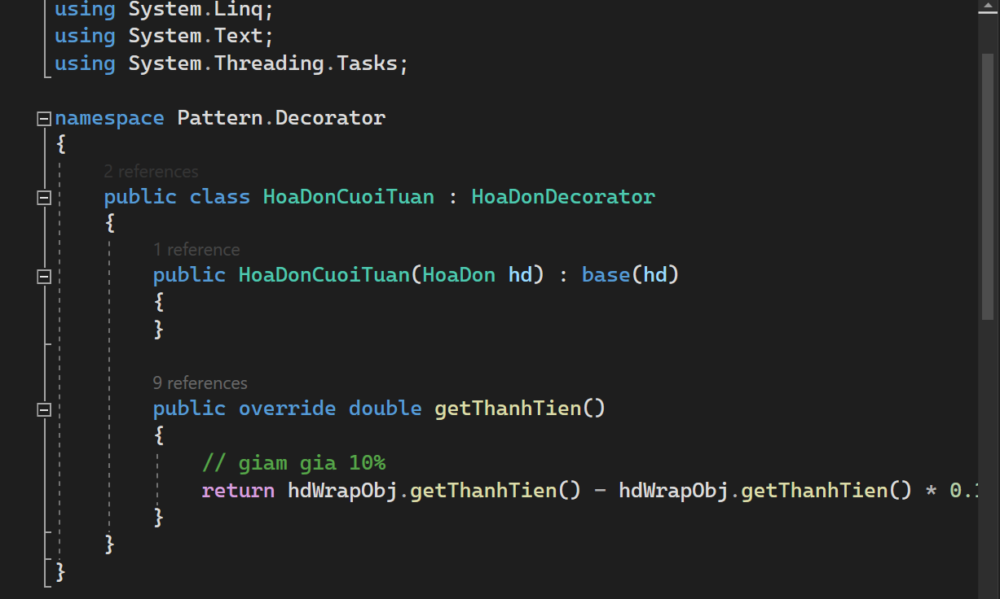 using System.Linq;
using System.Text;
using System.Threading.Tasks;
namespace Pattern.Decorator
{
2 references
public class HoaDonCuoiTuan : HoaDonDecorator
{
1 reference
public HoaDonCuoiTuan(HoaDon hd) : base(hd)
{
}
9 references
public override double getThanhTien()
{
// giam gia 10%
return hdWrapObj.getThanhTien() - hdWrapObj.getThanhTien() * 0.
}
}
}